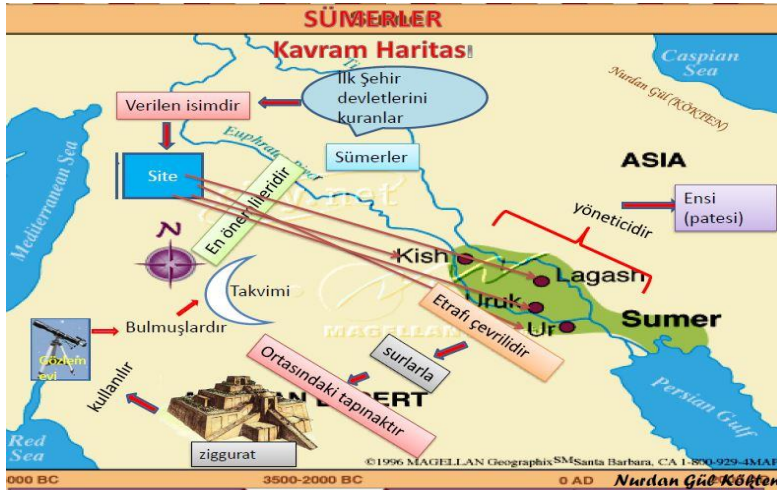 SÜMERLER
Kavram Haritası
İlk Şehir
devletlerini
kuranlar
Verilen isimdir
Sümerler
Site
En önemlileridir
Caspian
Sea
Nurdan Gül (KÖKTEN)
ASIA
Ensi
(patesi)
yöneticidir
Mediterranean Sea
Kish
Lagash
Uruk
Ur
Sumer
Takvimi
Bulmuşlardır
Gözlem
evi
Etrafı çevrilidir
surlarla
Ortasındaki tapınaktır
kullanılır
ziggurat
MAGELLAN
Persian Gulf
Red
Sea
©1996 MAGELLAN Geographix SM Santa Barbara, CA 1-800-929-4MAP
000 BC
3500-2000 BC
0 AD
Nurdan Gül Kökten